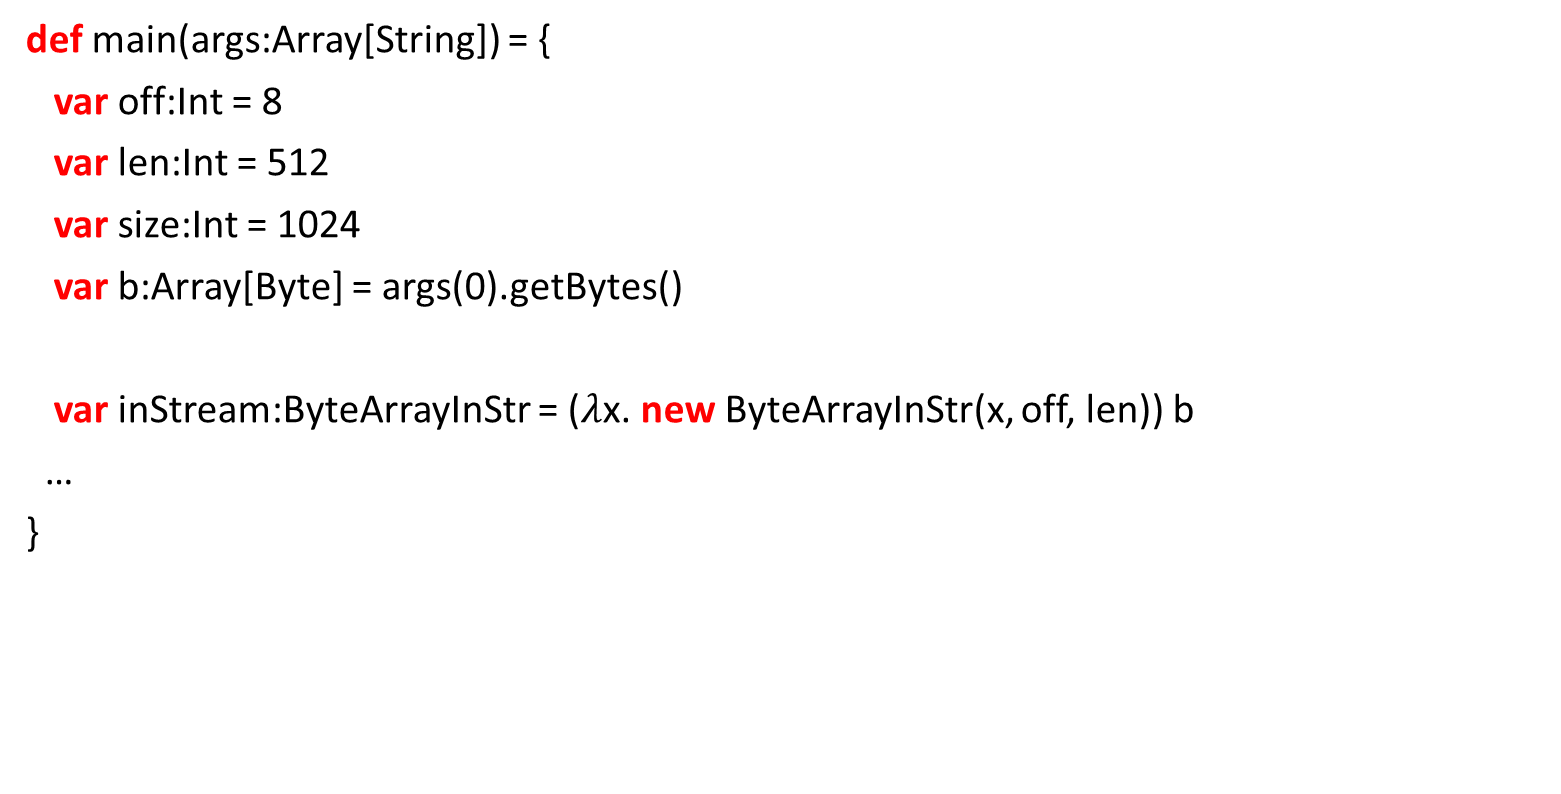 def main(args:Array[String]) = {
var off:Int = 8
var len:Int = 512
var size:Int = 1024
var b:Array[Byte] = args(0).getBytes()
var inStream:ByteArrayInStr = (𝜆x. new ByteArrayInStr(x, off, len)) b
...
}